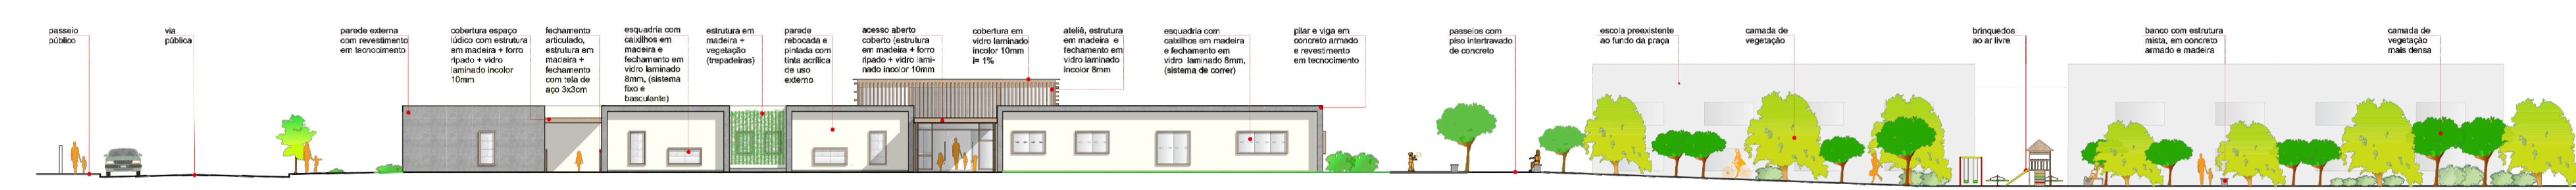 passeio
público
via
pública
parede externa
com revestimento
em tecnocimento
cobertura espaço
lúdico com estrutura
em madeira + forro
ripado + vidro
laminado incolor
10mm
fechamento
articulado,
estrutura em
madeira +
fechamento
com tela de
aço 3x3cm
esquadria com
caixilhos em
madeira e
fechamento em
vidro laminado
8mm, (sistema
fixo e
basculante)
estrutura em
madeira +
vegetação
(trepadeiras)
parede
rebocada e
pintada com
tinta acrílica
de uso
externo
acesso aberto
coberto (estrutura
em madeira + forro
ripado + vidro lami-
nado incolor 10mm
cobertura em
vidro laminado
incolor 10mm
i= 1%
ateliê, estrutura
em madeira e
fechamento em
vidro laminado
incolor 8mm
esquadria com
caixilhos em madeira
e fechamento em
vidro laminado 8mm,
(sistema de correr)
pilar e viga em
concreto armado
e revestimento
em tecnocimento
passeios com
piso intertravado
de concreto
escola preexistente
ao fundo da praça
camada de
vegetação
brinquedos
ao ar livre
banco com estrutura
mista, em concreto
armado e madeira
camada de
vegetação
mais densa